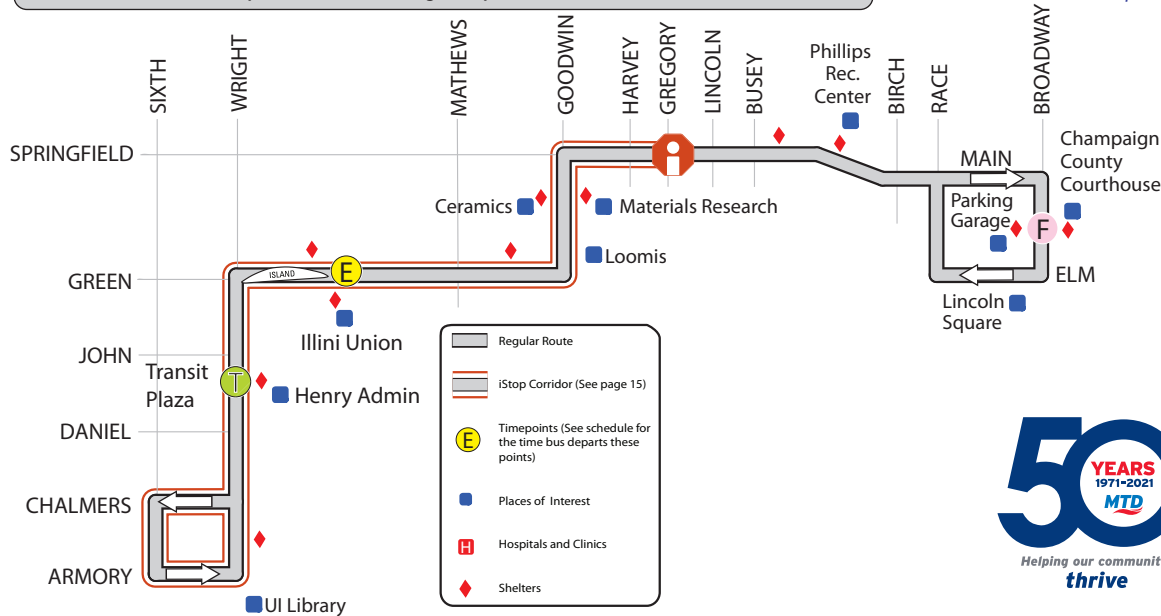 SIXTH
WRIGHT
MATHEWS
GOODWIN
HARVEY
GREGORY
LINCOLN
BUSEY
Phillips
Rec.
Center
BIRCH
RACE
BROADWAY
SPRINGFIELD
MAIN
Champaign
County
Courthouse
Ceramics
Materials Research
Parking
Garage
F
Loomis
GREEN
ISLAND
E
ELM
Lincoln
Square
Illini Union
JOHN
Transit
Plaza
T
Henry Admin
DANIEL
CHALMERS
ARMORY
UI Library
Regular Route
iStop Corridor (See page 15)
E
Timepoints (See schedule for
the time bus departs these
points)
Places of Interest
H
Hospitals and Clinics
Shelters
50
YEARS
1971-2021
MTD
Helping our communit
thrive